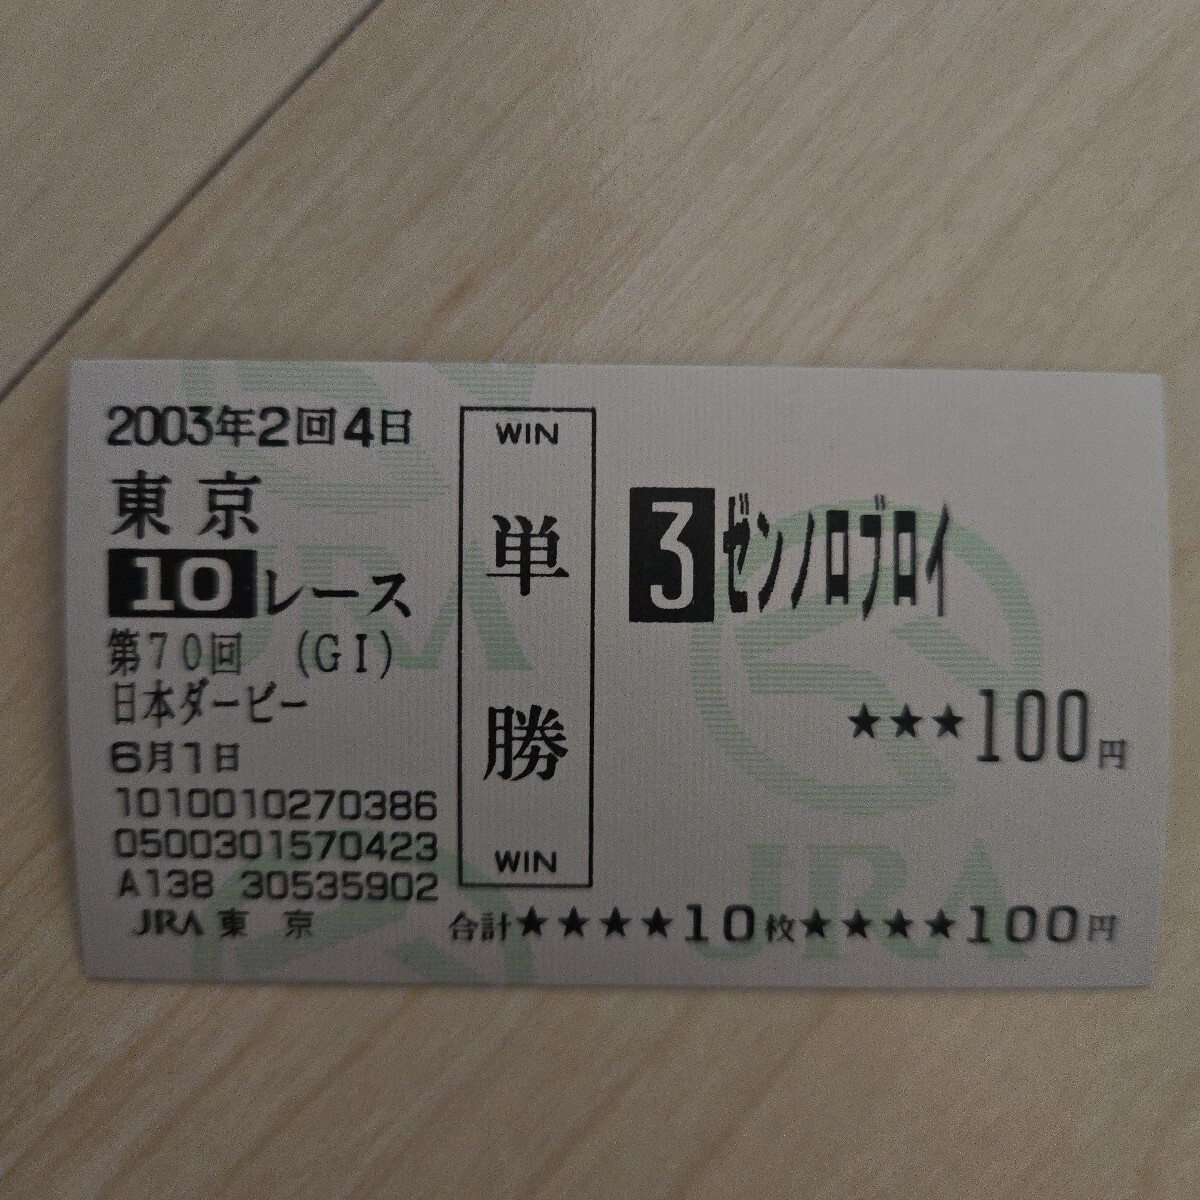 2003年2回4日
東京
10レース
第70回 (GI)
日本ダービー
6月1日
1010010270386
0500301570423
A138 30535902
JRA 東 京
WIN
単
勝
WIN
3 ゼンノロブロイ
★★★100円
合計★★★★10枚★★★★100円
JRA
JRA